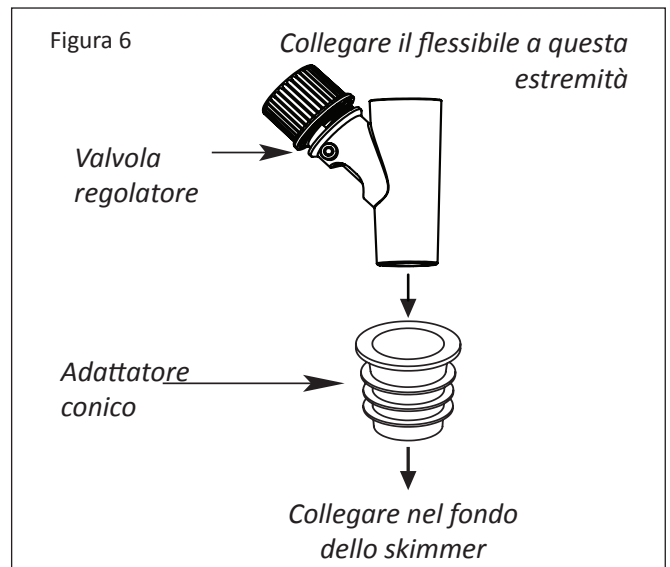 Figura 6
Collegare il flessibile a questa
estremità
Valvola
regolatore
Adattatore
conico
Collegare nel fondo
dello skimmer